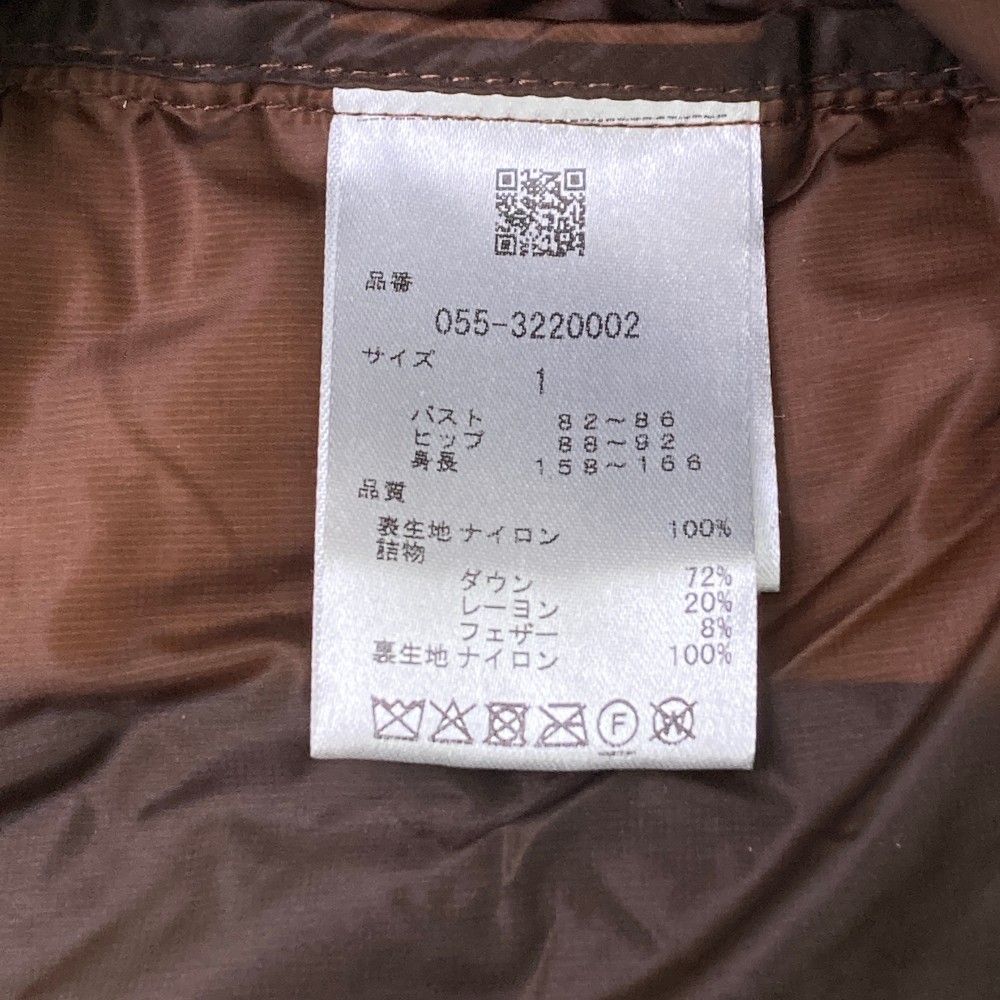 品番
055-3220002
サイズ
1
バスト 82~86
ヒップ 88~92
身長 158~166
品質
表生地 ナイロン 100%
詰物
ダウン 72%
レーヨン 20%
フェザー 8%
裏生地 ナイロン 100%
F
W